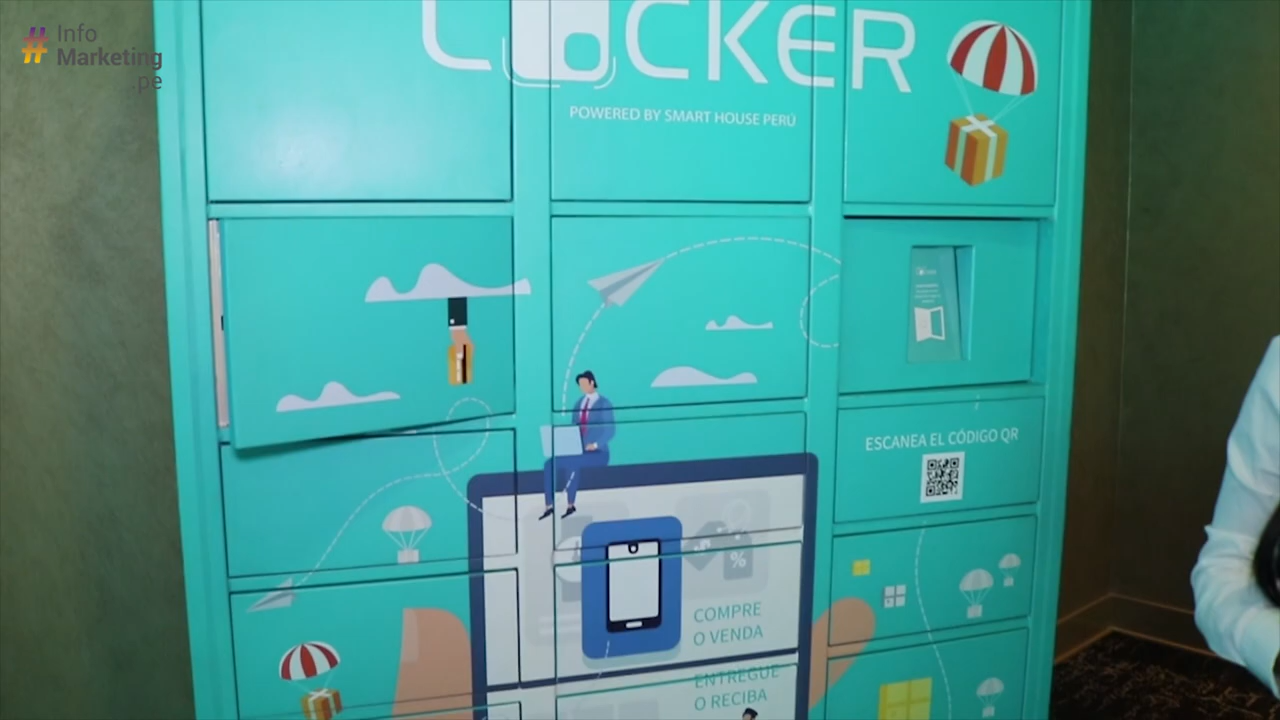 # Info
Marketing
.pe
LOCKER
POWERED BY SMART HOUSE PERÚ
ESCANEA EL CÓDIGO QR
%
COMPRE
O VENDA
ENTREGUE
O RECIBA